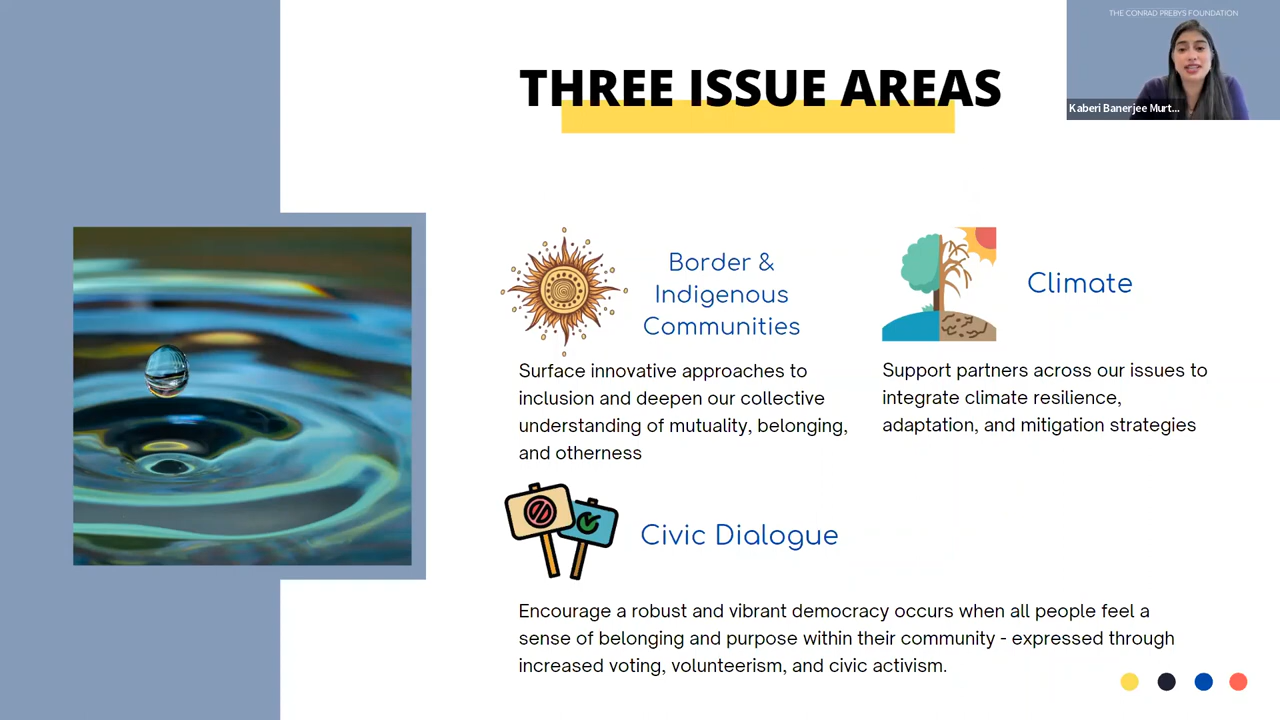 THE CONRAD PREBYS FOUNDATION
Kaberi Banerjee Murt...
THREE ISSUE AREAS
Border &
Indigenous
Communities
Surface innovative approaches to
inclusion and deepen our collective
understanding of mutuality, belonging,
and otherness
Climate
Support partners across our issues to
integrate climate resilience,
adaptation, and mitigation strategies
Civic Dialogue
Encourage a robust and vibrant democracy occurs when all people feel a
sense of belonging and purpose within their community - expressed through
increased voting, volunteerism, and civic activism.